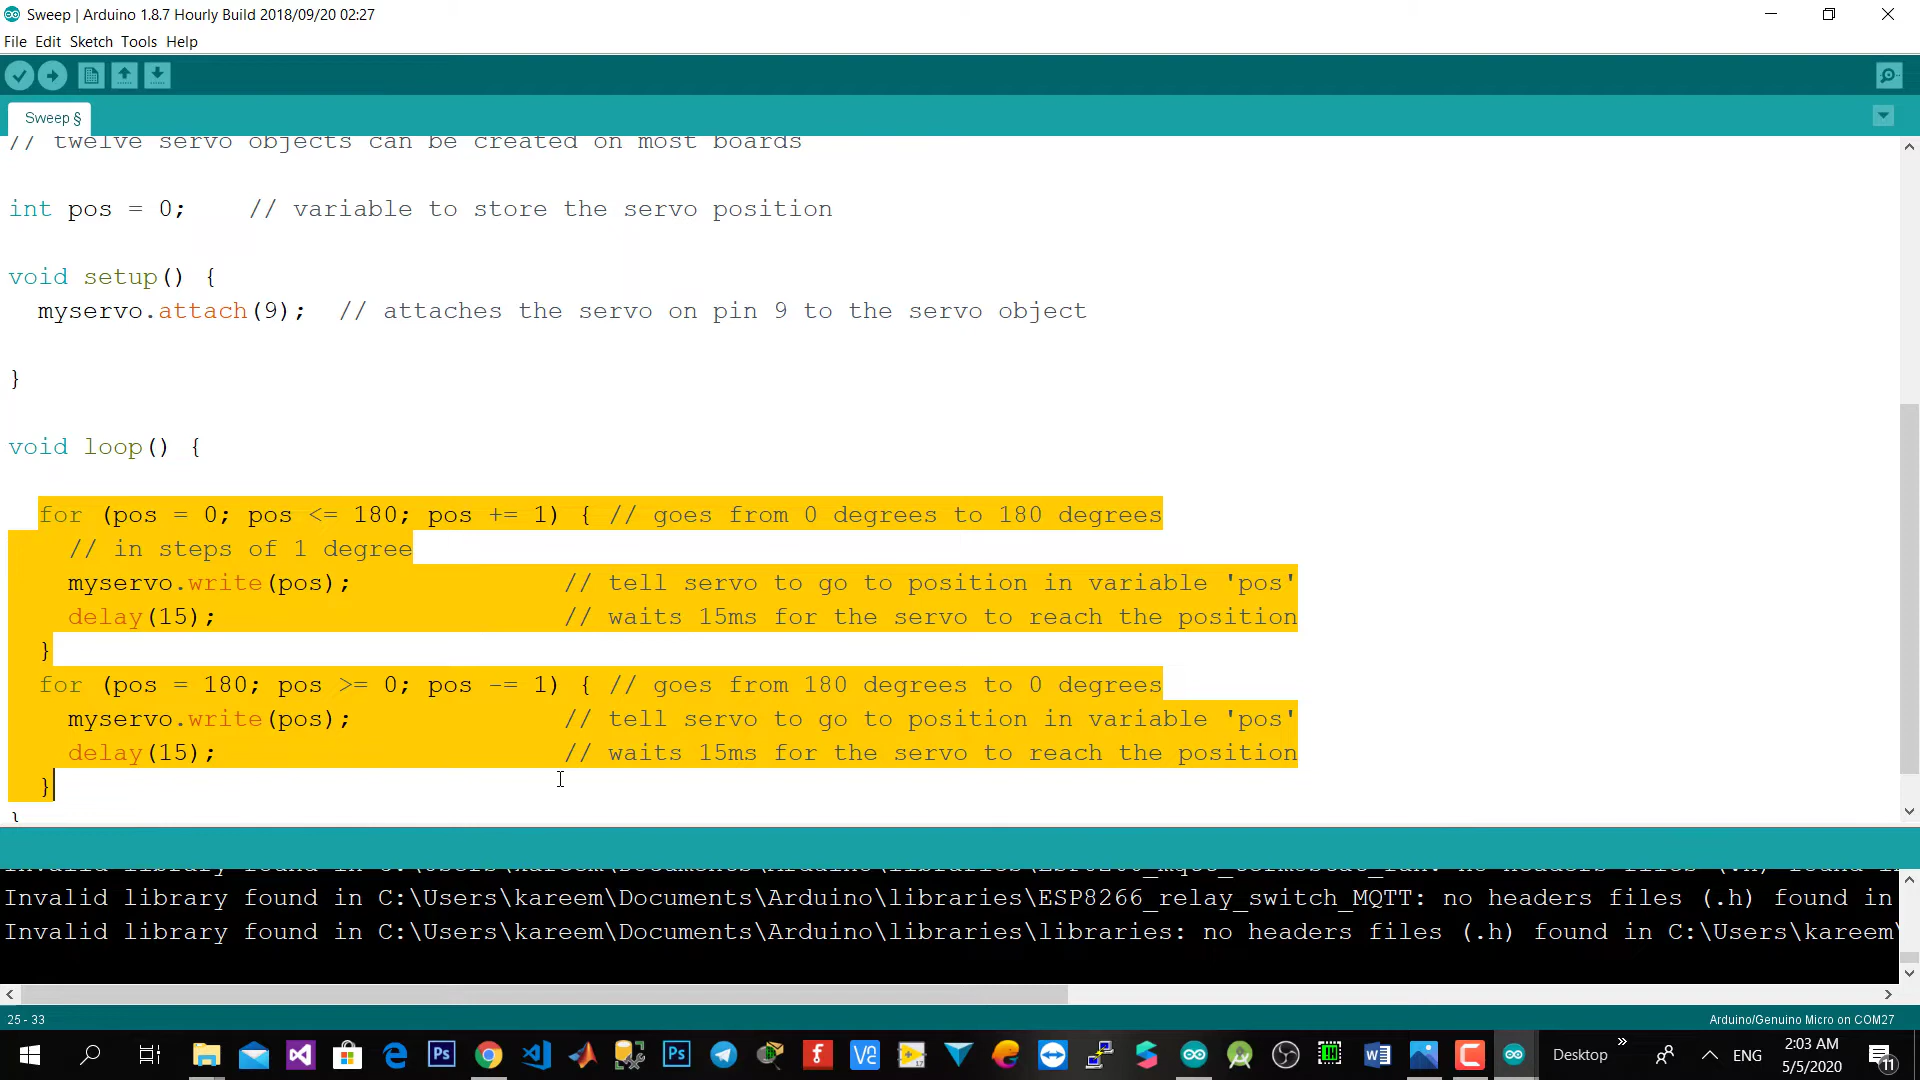 Sweep | Arduino 1.8.7 Hourly Build 2018/09/20 02:27
File Edit Sketch Tools Help
Sweep §
// twelve servo objects can be created on most boards
int pos = 0;    // variable to store the servo position
void setup() {
  myservo.attach(9);  // attaches the servo on pin 9 to the servo object
}
void loop() {
  for (pos = 0; pos <= 180; pos += 1) { // goes from 0 degrees to 180 degrees
    // in steps of 1 degree
    myservo.write(pos);              // tell servo to go to position in variable 'pos'
    delay(15);                       // waits 15ms for the servo to reach the position
  }
  for (pos = 180; pos >= 0; pos -= 1) { // goes from 180 degrees to 0 degrees
    myservo.write(pos);              // tell servo to go to position in variable 'pos'
    delay(15);                       // waits 15ms for the servo to reach the position
  }
}
Invalid library found in C:\Users\kareem\Documents\Arduino\libraries\ESP8266_relay_switch_MQTT: no headers files (.h) found in
Invalid library found in C:\Users\kareem\Documents\Arduino\libraries\libraries: no headers files (.h) found in C:\Users\kareem\
25 - 33
Arduino/Genuino Micro on COM27
Desktop
ENG
2:03 AM
5/5/2020
11